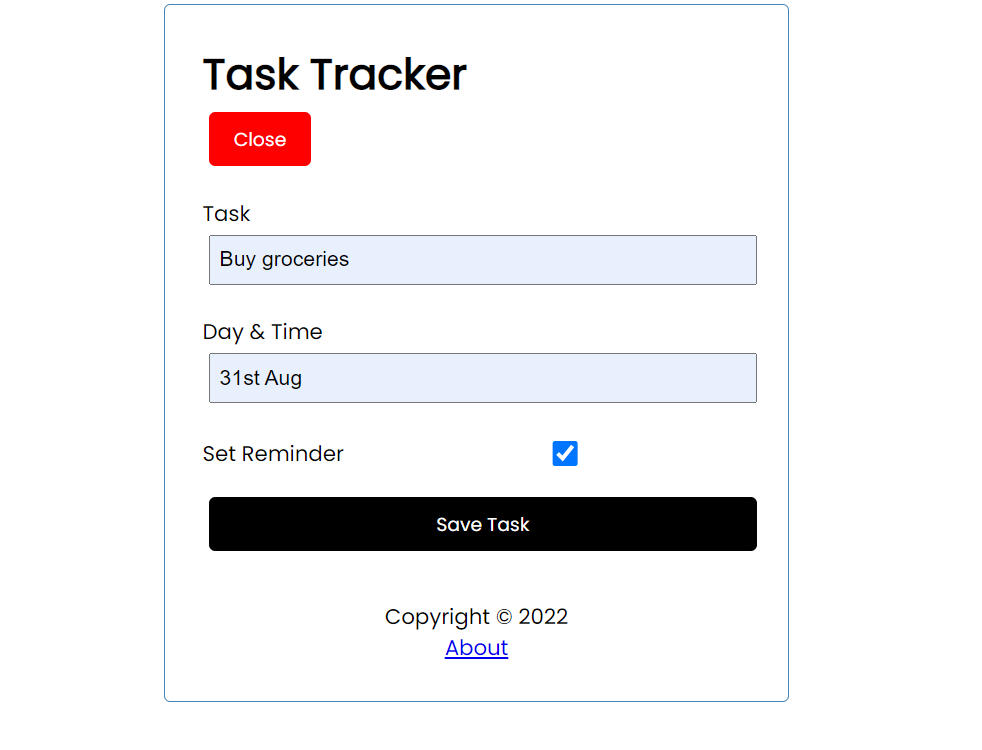 Task Tracker
Close
Task
Buy groceries
Day & Time
31st Aug
Set Reminder
Save Task
Copyright © 2022
About